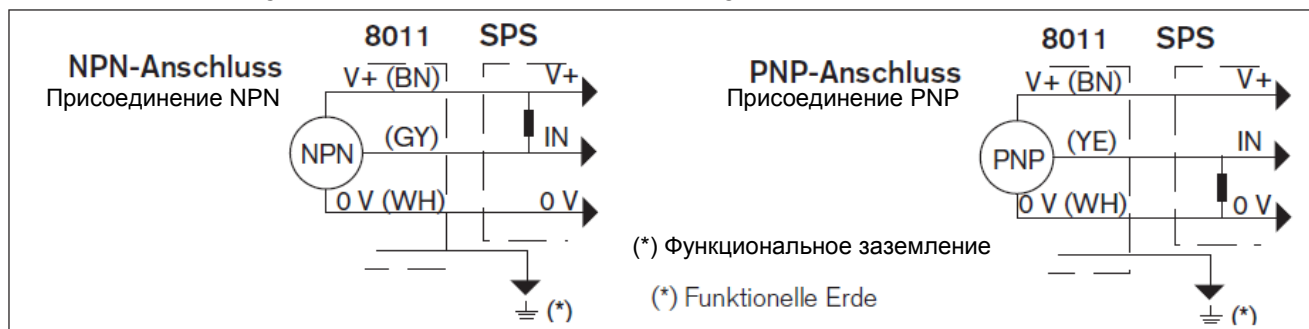 8011 SPS
NPN-Anschluss
Присоединение NPN
V+ (BN)
V+
NPN
(GY)
IN
0 V (WH)
0 V
(*)
8011 SPS
PNP-Anschluss
Присоединение PNP
V+ (BN)
V+
PNP
(YE)
IN
0 V (WH)
0 V
(*)
(*) Функциональное заземление
(*) Funktionelle Erde